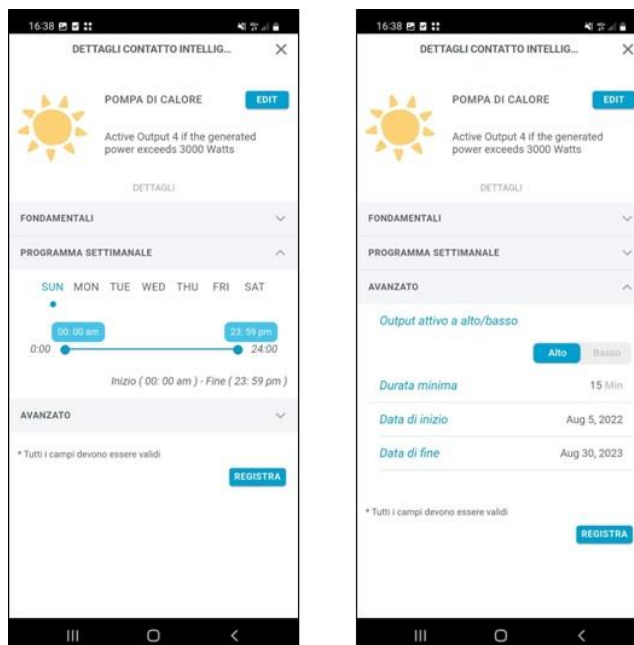 16:38
DETTAGLI CONTATTO INTELLIG...
POMPA DI CALORE
EDIT
Active Output 4 if the generated
power exceeds 3000 Watts
DETTAGLI
FONDAMENTALI
PROGRAMMA SETTIMANALE
SUN MON TUE WED THU FRI SAT
00: 00 am 23: 59 pm
0:00 24:00
Inizio ( 00: 00 am ) - Fine ( 23: 59 pm )
AVANZATO
* Tutti i campi devono essere validi
REGISTRA
16:38
DETTAGLI CONTATTO INTELLIG...
POMPA DI CALORE
EDIT
Active Output 4 if the generated
power exceeds 3000 Watts
DETTAGLI
FONDAMENTALI
PROGRAMMA SETTIMANALE
AVANZATO
Output attivo a alto/basso
Alto Basso
Durata minima 15 Min
Data di inizio Aug 5, 2022
Data di fine Aug 30, 2023
* Tutti i campi devono essere validi
REGISTRA